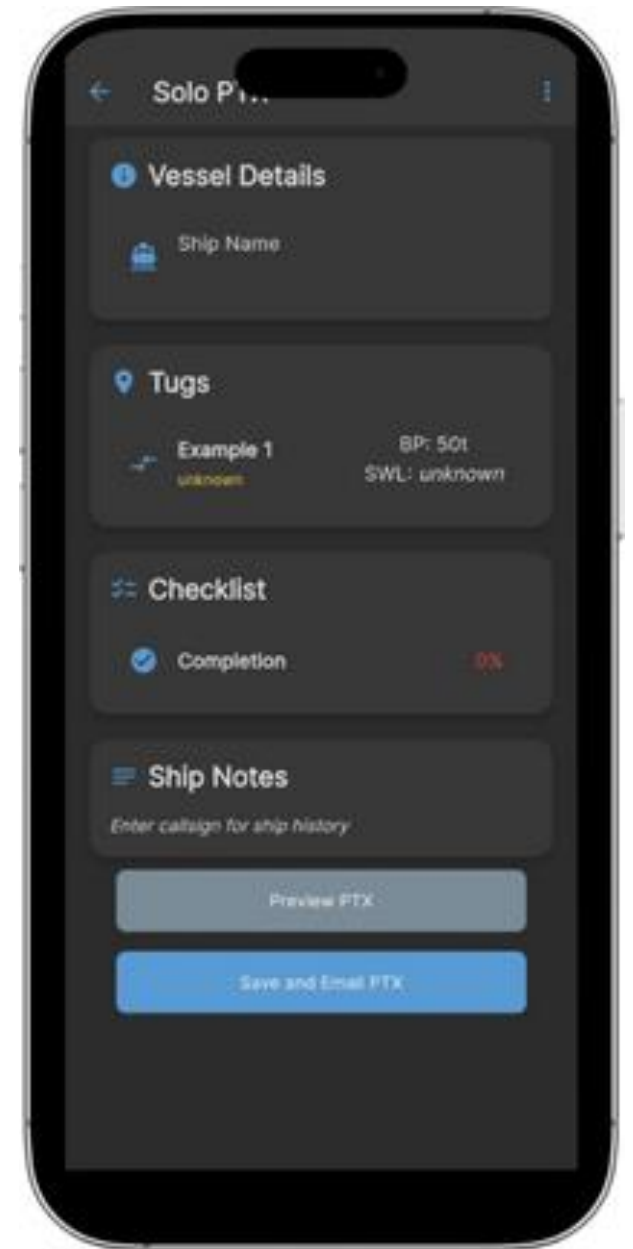 Solo
Vessel Details
Ship Name
Tugs
Example 1
BP: 50t
unknown
SWL: unknown
Checklist
Completion
0%
Ship Notes
Enter callsign for ship history
Preview PTX
Save and Email PTX